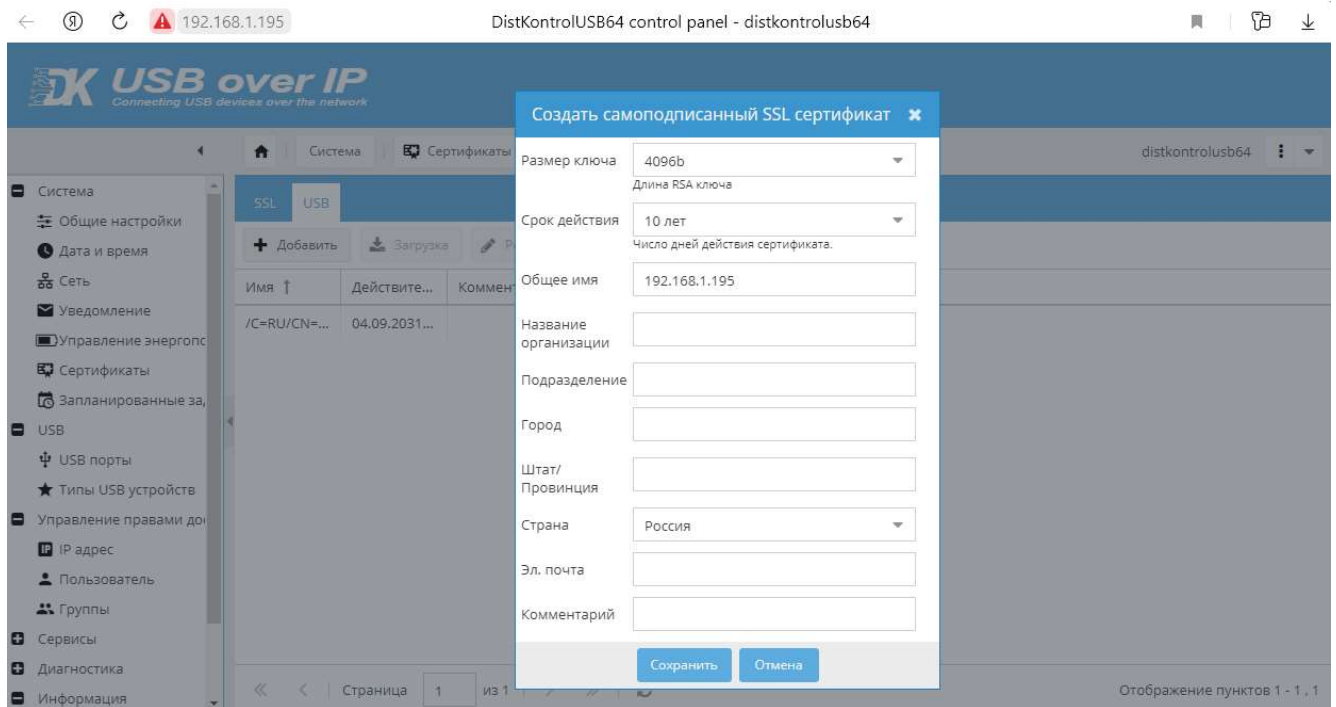 192.168.1.195
DistKontrolUSB64 control panel - distkontrolusb64
DK USB over IP
Connecting USB devices over the network
Создать самоподписанный SSL сертификат
Система
Сертификаты
distkontrolusb64
Система
Общие настройки
Дата и время
Сеть
Уведомление
Управление энергопо
Сертификаты
Запланированные за
USB
USB порты
Типы USB устройств
Управление правами до
IP адрес
Пользователь
Группы
Сервисы
Диагностика
Информация
SSL
USB
Добавить
Загрузка
Имя
Действите...
Коммен
/C=RU/CN=...
04.09.2031...
Размер ключа
4096b
Длина RSA ключа
Срок действия
10 лет
Число дней действия сертификата.
Общее имя
192.168.1.195
Название
организации
Подразделение
Город
Штат/
Провинция
Страна
Россия
Эл. почта
Комментарий
Сохранить
Отмена
Страница
1
из 1
Отображение пунктов 1 - 1 , 1